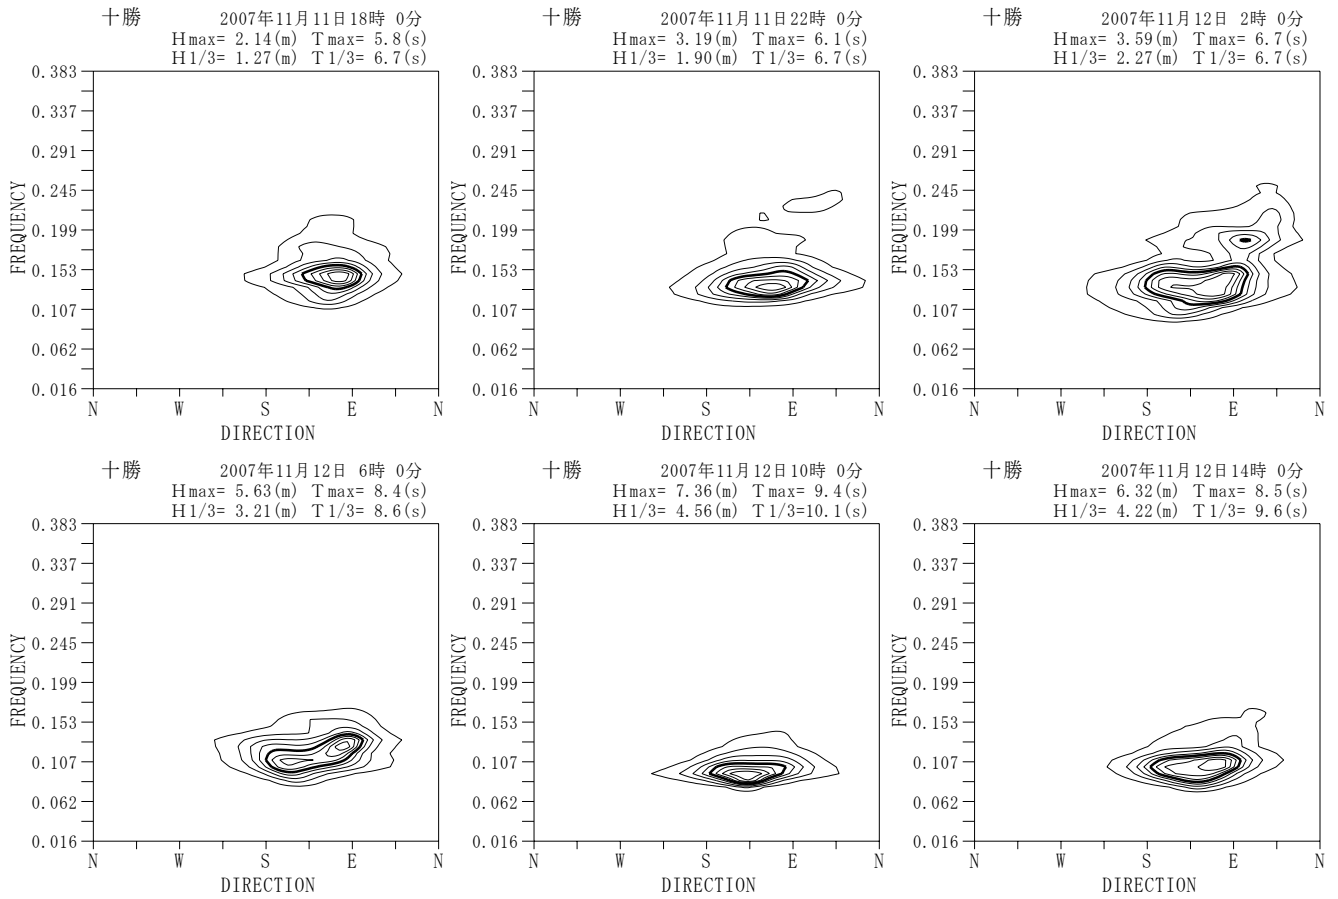 十勝 2007年11月11日18時 0分
Hmax= 2.14(m) Tmax= 5.8(s)
H1/3= 1.27(m) T1/3= 6.7(s)
0.383
0.337
0.291
0.245
0.199
0.153
0.107
0.062
0.016
FREQUENCY
N W S E N
DIRECTION
十勝 2007年11月11日22時 0分
Hmax= 3.19(m) Tmax= 6.1(s)
H1/3= 1.90(m) T1/3= 6.7(s)
0.383
0.337
0.291
0.245
0.199
0.153
0.107
0.062
0.016
FREQUENCY
N W S E N
DIRECTION
十勝 2007年11月12日 2時 0分
Hmax= 3.59(m) Tmax= 6.7(s)
H1/3= 2.27(m) T1/3= 6.7(s)
0.383
0.337
0.291
0.245
0.199
0.153
0.107
0.062
0.016
FREQUENCY
N W S E N
DIRECTION
十勝 2007年11月12日 6時 0分
Hmax= 5.63(m) Tmax= 8.4(s)
H1/3= 3.21(m) T1/3= 8.6(s)
0.383
0.337
0.291
0.245
0.199
0.153
0.107
0.062
0.016
FREQUENCY
N W S E N
DIRECTION
十勝 2007年11月12日10時 0分
Hmax= 7.36(m) Tmax= 9.4(s)
H1/3= 4.56(m) T1/3=10.1(s)
0.383
0.337
0.291
0.245
0.199
0.153
0.107
0.062
0.016
FREQUENCY
N W S E N
DIRECTION
十勝 2007年11月12日14時 0分
Hmax= 6.32(m) Tmax= 8.5(s)
H1/3= 4.22(m) T1/3= 9.6(s)
0.383
0.337
0.291
0.245
0.199
0.153
0.107
0.062
0.016
FREQUENCY
N W S E N
DIRECTION